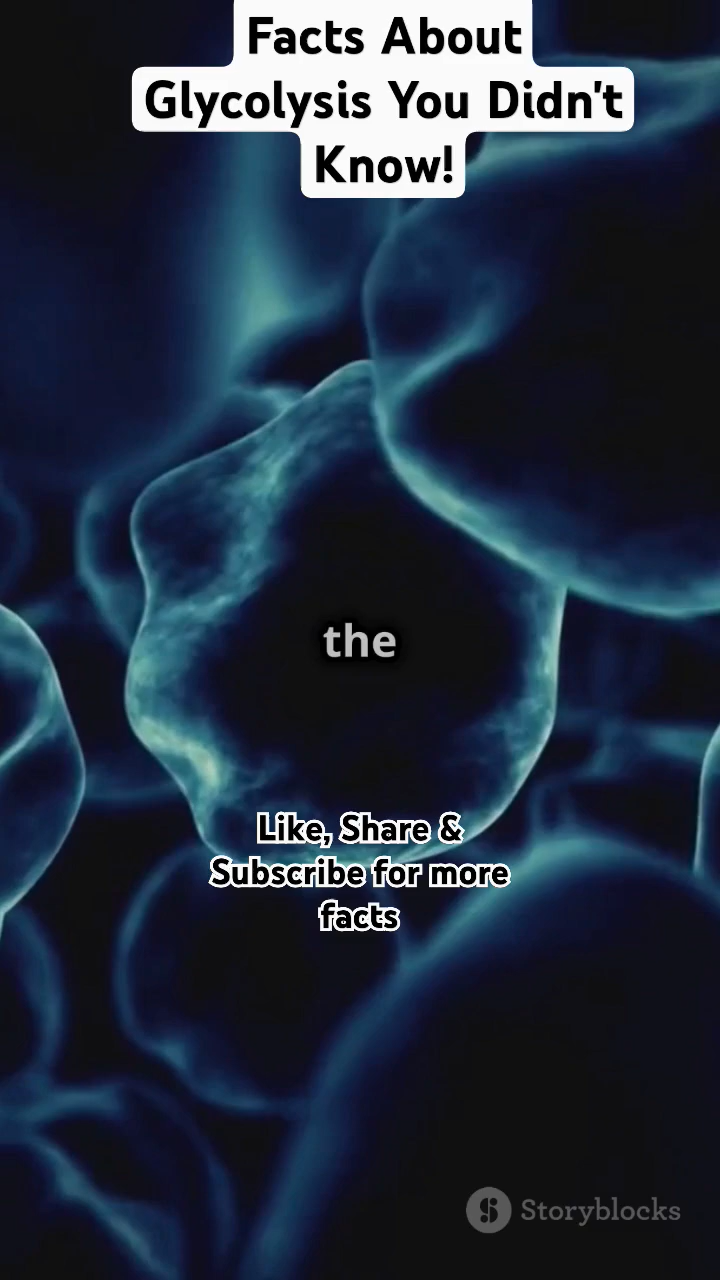 Facts About
Glycolysis You Didn't
Know!
the
Like, Share &
Subscribe for more
facts
Storyblocks